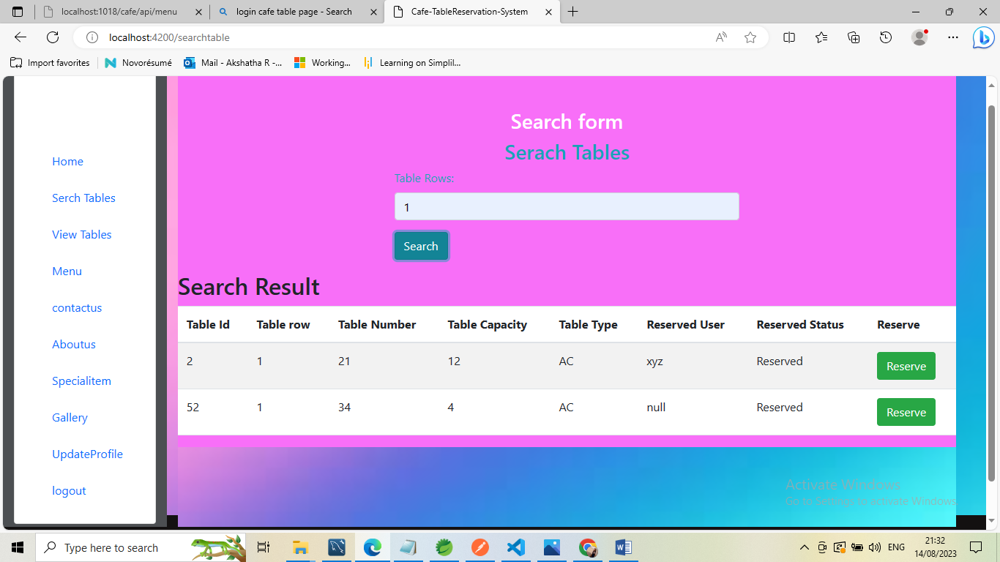 localhost:1018/cafe/api/menu
login cafe table page - Search
Cafe-TableReservation-System
localhost:4200/searchtable
Import favorites
Novorésumé
Mail - Akshatha R -...
Working...
Learning on Simplil...
Home
Serch Tables
View Tables
Menu
contactus
Aboutus
Specialitem
Gallery
UpdateProfile
logout
Search form
Serach Tables
Table Rows:
1
Search
Search Result
Table Id Table row Table Number Table Capacity Table Type Reserved User Reserved Status Reserve
2 1 21 12 AC xyz Reserved Reserve
52 1 34 4 AC null Reserved Reserve
Activate Windows
Go to Settings to activate Windows
Type here to search
ENG
21:32
14/08/2023